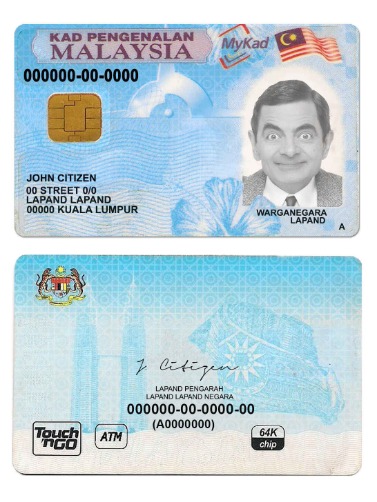 KAD PENGENALAN
MALAYSIA
MyKad
000000-00-0000
JOHN CITIZEN
00 STREET 0/0
LAPAND LAPAND
00000 KUALA LUMPUR
WARGANEGARA
LAPAND
A
J Citizen
LAPAND PENGARAH
LAPAND LAPAND NEGARA
000000-00-0000-00
(A0000000)
Touch
'nGO
ATM
64K
chip